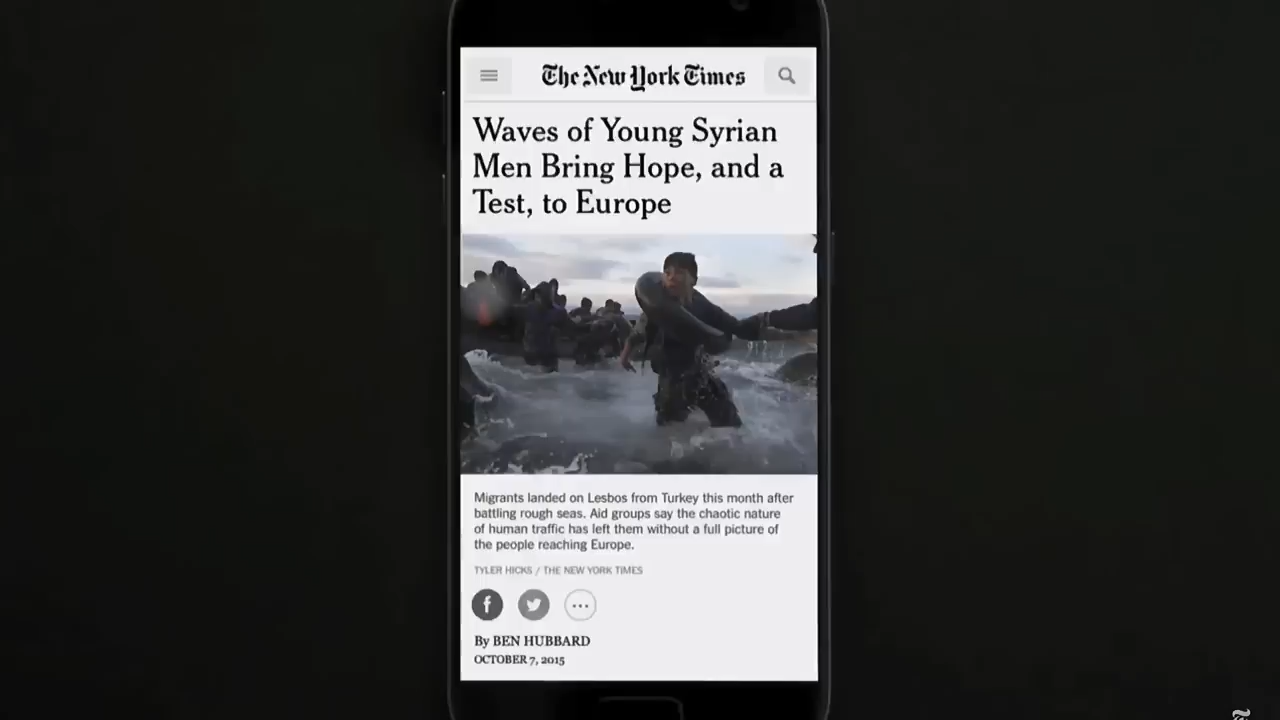 The New York Times
Waves of Young Syrian
Men Bring Hope, and a
Test, to Europe
Migrants landed on Lesbos from Turkey this month after
battling rough seas. Aid groups say the chaotic nature
of human traffic has left them without a full picture of
the people reaching Europe.
TYLER HICKS / THE NEW YORK TIMES
By BEN HUBBARD
OCTOBER 7, 2015